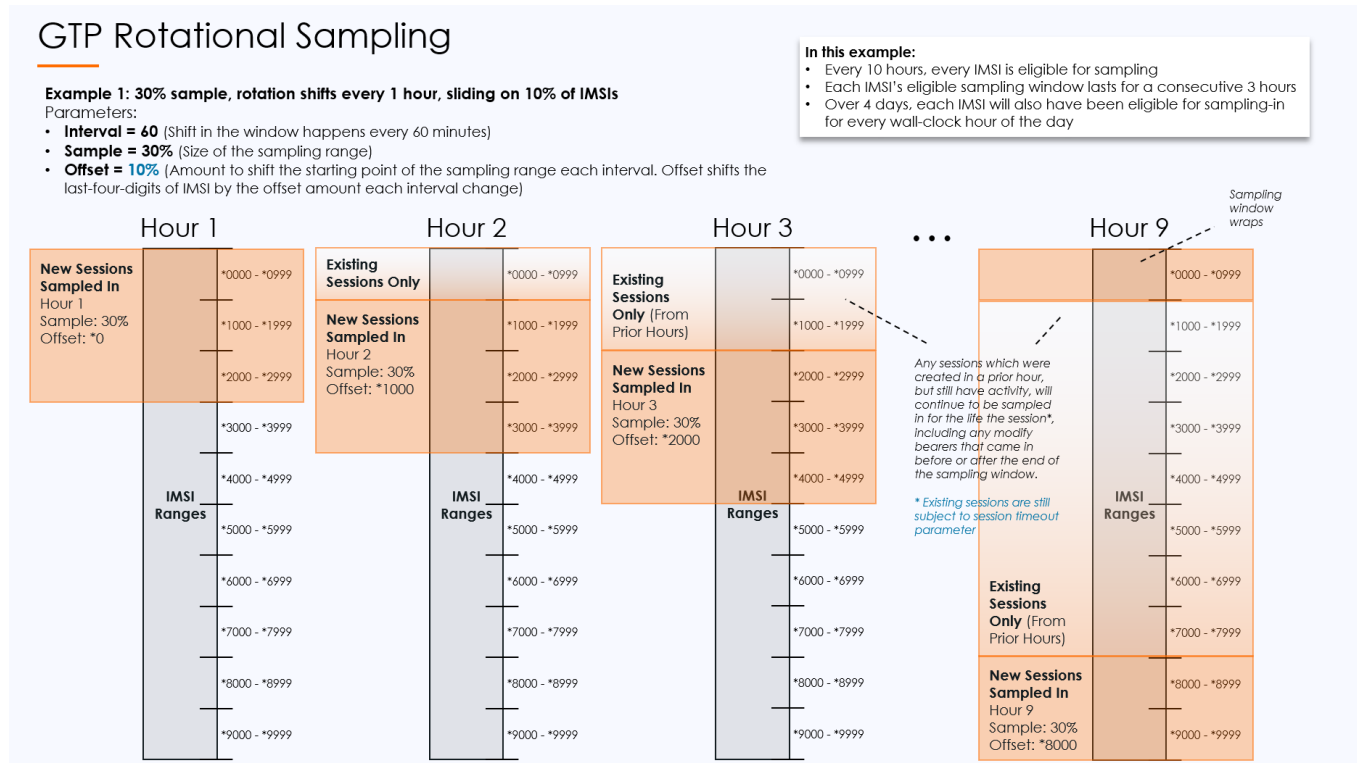 GTP Rotational Sampling
In this example:
• Every 10 hours, every IMSI is eligible for sampling
• Each IMSI's eligible sampling window lasts for a consecutive 3 hours
• Over 4 days, each IMSI will also have been eligible for sampling-in
for every wall-clock hour of the day
Example 1: 30% sample, rotation shifts every 1 hour, sliding on 10% of IMSIs
Parameters:
• Interval = 60 (Shift in the window happens every 60 minutes)
• Sample = 30% (Size of the sampling range)
• Offset = 10% (Amount to shift the starting point of the sampling range each interval. Offset shifts the
last-four-digits of IMSI by the offset amount each interval change)
Hour 1
New Sessions
Sampled In
Hour 1
Sample: 30%
Offset: *0
IMSI
Ranges
*0000 - *0999
*1000 - *1999
*2000 - *2999
*3000 - *3999
*4000 - *4999
*5000 - *5999
*6000 - *6999
*7000 - *7999
*8000 - *8999
*9000 - *9999
Hour 2
Existing
Sessions Only
New Sessions
Sampled In
Hour 2
Sample: 30%
Offset: *1000
IMSI
Ranges
*0000 - *0999
*1000 - *1999
*2000 - *2999
*3000 - *3999
*4000 - *4999
*5000 - *5999
*6000 - *6999
*7000 - *7999
*8000 - *8999
*9000 - *9999
Hour 3
Existing
Sessions
Only (From
Prior Hours)
New Sessions
Sampled In
Hour 3
Sample: 30%
Offset: *2000
IMSI
Ranges
*0000 - *0999
*1000 - *1999
*2000 - *2999
*3000 - *3999
*4000 - *4999
*5000 - *5999
*6000 - *6999
*7000 - *7999
*8000 - *8999
*9000 - *9999
...
Any sessions which were
created in a prior hour,
but still have activity, will
continue to be sampled
in for the life the session*,
including any modify
bearers that came in
before or after the end of
the sampling window.
* Existing sessions are still
subject to session timeout
parameter
Hour 9
Sampling
window
wraps
Existing
Sessions
Only (From
Prior Hours)
New Sessions
Sampled In
Hour 9
Sample: 30%
Offset: *8000
IMSI
Ranges
*0000 - *0999
*1000 - *1999
*2000 - *2999
*3000 - *3999
*4000 - *4999
*5000 - *5999
*6000 - *6999
*7000 - *7999
*8000 - *8999
*9000 - *9999